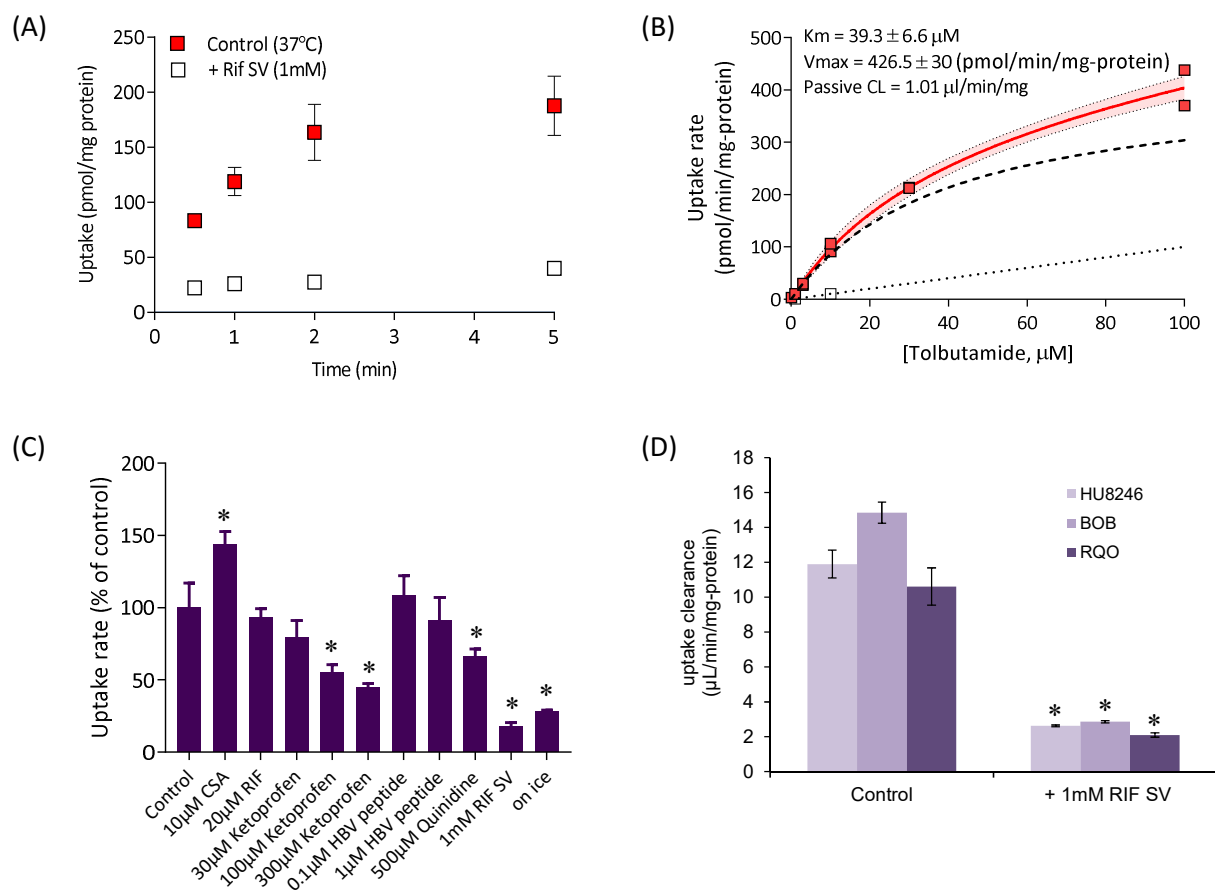 (A)
250
200
150
100
50
0
Uptake (pmol/mg protein)
Control (37°C)
+ Rif SV (1mM)
0 1 2 3 4 5
Time (min)
(B)
Km = 39.3 ± 6.6 μM
Vmax = 426.5 ± 30 (pmol/min/mg-protein)
Passive CL = 1.01 μl/min/mg
500
400
300
200
100
0
Uptake rate
(pmol/min/mg-protein)
0 20 40 60 80 100
[Tolbutamide, μM]
(C)
200
150
100
50
0
Uptake rate (% of control)
* * * * * *
Control
10μM CSA
20μM RIF
30μM Ketoprofen
100μM Ketoprofen
300μM Ketoprofen
0.1μM HBV peptide
1μM HBV peptide
500μM Quinidine
1mM RIF SV
on ice
(D)
18
16
14
12
10
8
6
4
2
0
uptake clearance
(μL/min/mg-protein)
HU8246
BOB
RQO
* * *
Control + 1mM RIF SV